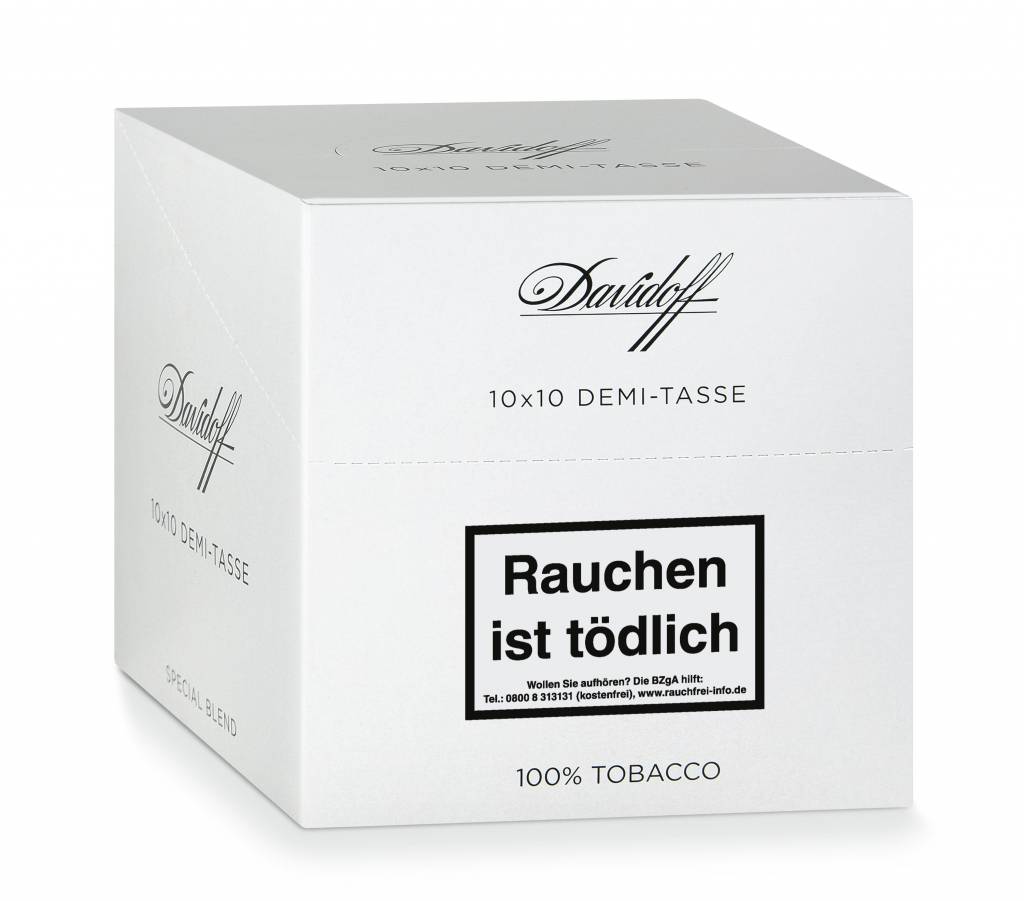 Davidoff
10x10 DEMI-TASSE
Davidoff
10x10 DEMI-TASSE
Rauchen
ist tödlich
Wollen Sie aufhören? Die BZgA hilft:
Tel.: 0800 8 313131 (kostenfrei), www.rauchfrei-info.de
100% TOBACCO
Davidoff
10x10 DEMI-TASSE
SPECIAL BLEND